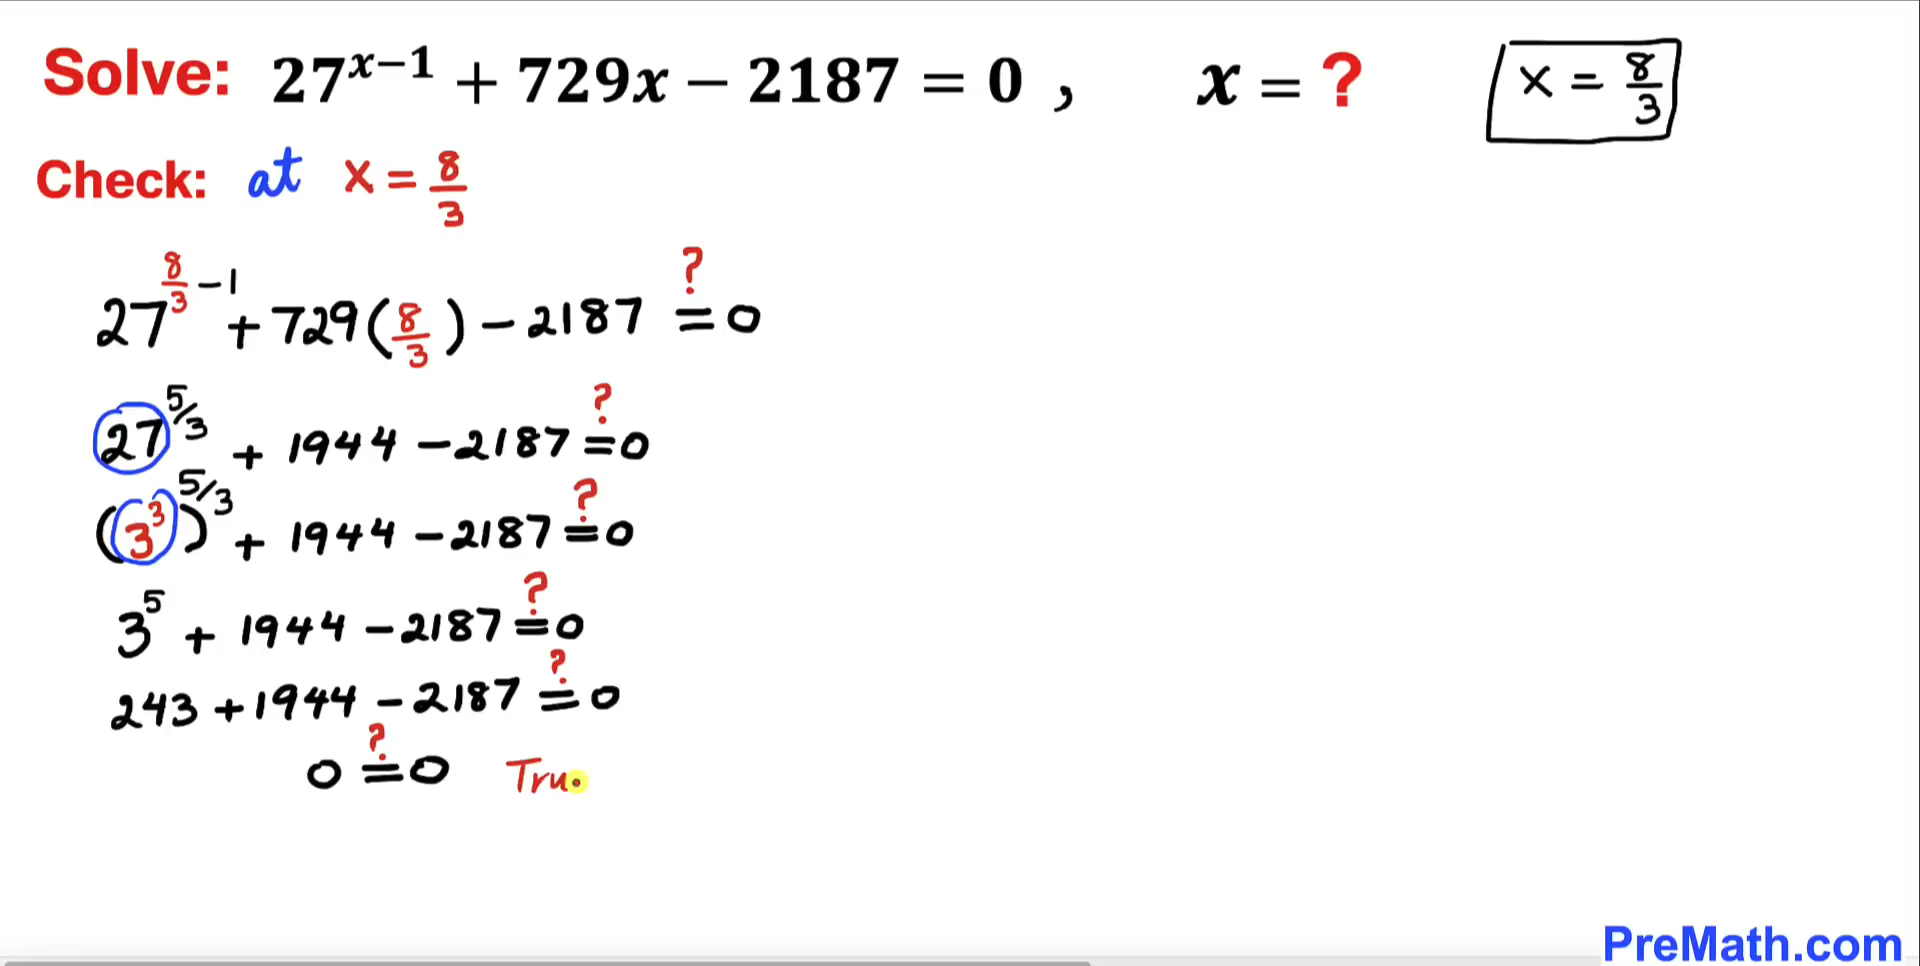 Solve: 27^{x−1} + 729x − 2187 = 0 , x = ? x = 8/3
Check: at x = 8/3
27^{8/3 − 1} + 729(8/3) − 2187 =? 0
27^{5/3} + 1944 − 2187 =? 0
(3^3)^{5/3} + 1944 − 2187 =? 0
3^5 + 1944 − 2187 =? 0
243 + 1944 − 2187 =? 0
0 =? 0 Tru
PreMath.com